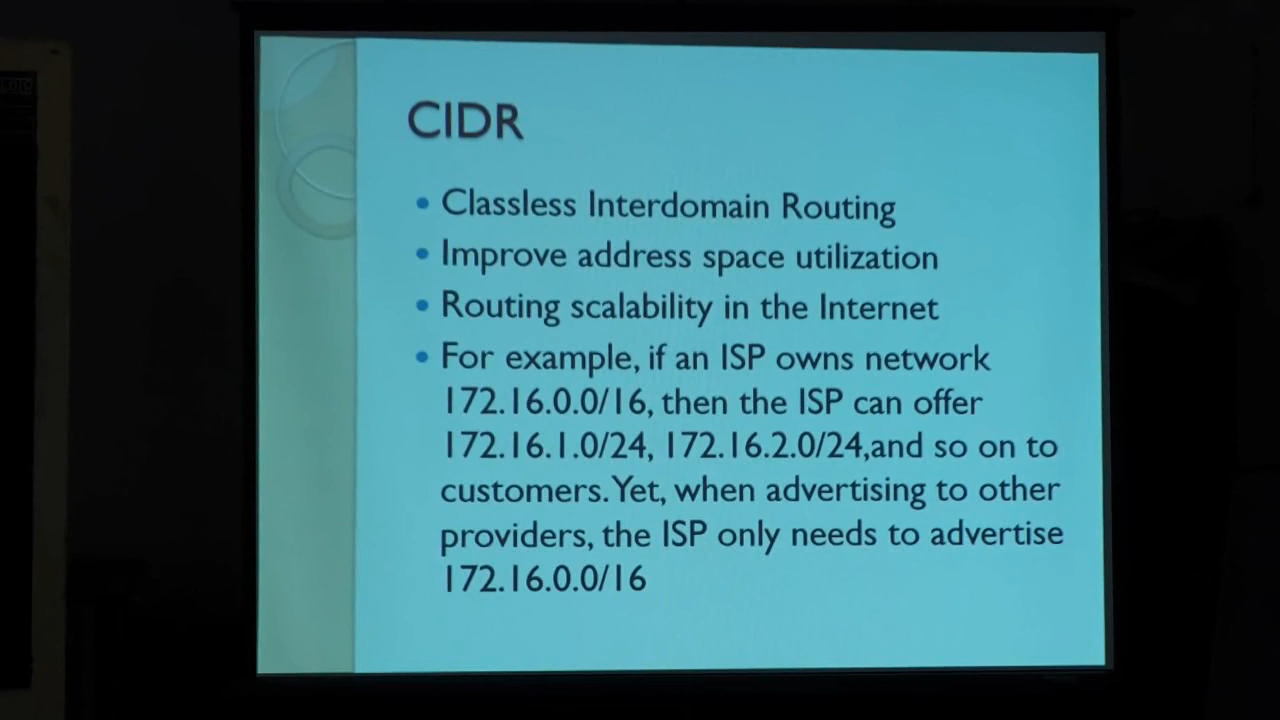 CIDR
• Classless Interdomain Routing
• Improve address space utilization
• Routing scalability in the Internet
• For example, if an ISP owns network
172.16.0.0/16, then the ISP can offer
172.16.1.0/24, 172.16.2.0/24,and so on to
customers. Yet, when advertising to other
providers, the ISP only needs to advertise
172.16.0.0/16